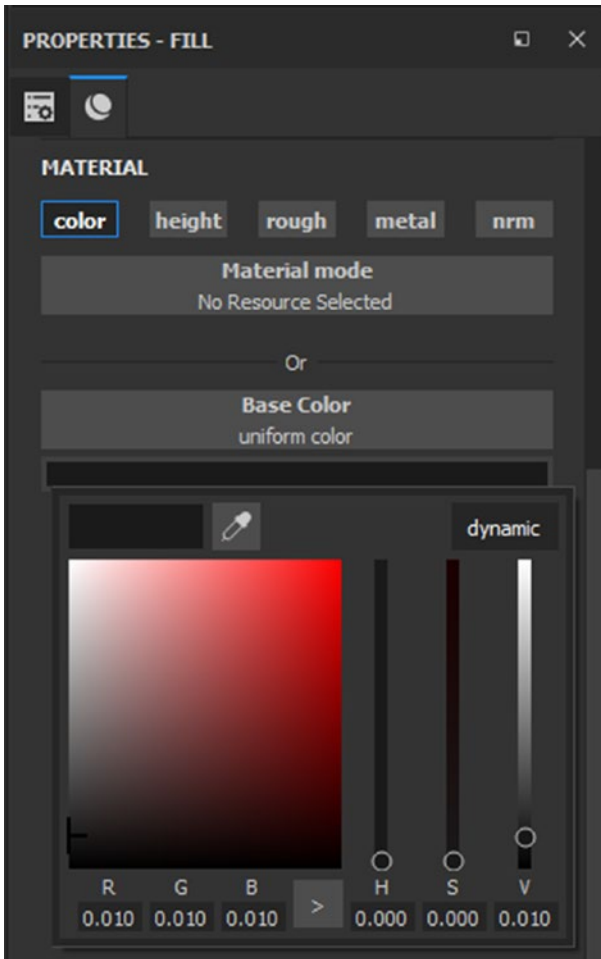 PROPERTIES - FILL
MATERIAL
color height rough metal nrm
Material mode
No Resource Selected
Or
Base Color
uniform color
dynamic
R G B H S V
0.010 0.010 0.010 > 0.000 0.000 0.010